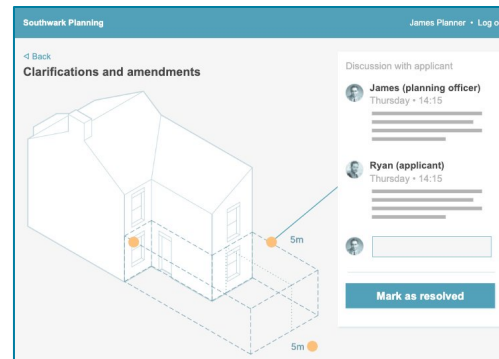 Southwark Planning
James Planner • Log o
◁ Back
Clarifications and amendments
Discussion with applicant
James (planning officer)
Thursday • 14:15
Ryan (applicant)
Thursday • 14:15
5m
Mark as resolved
5m